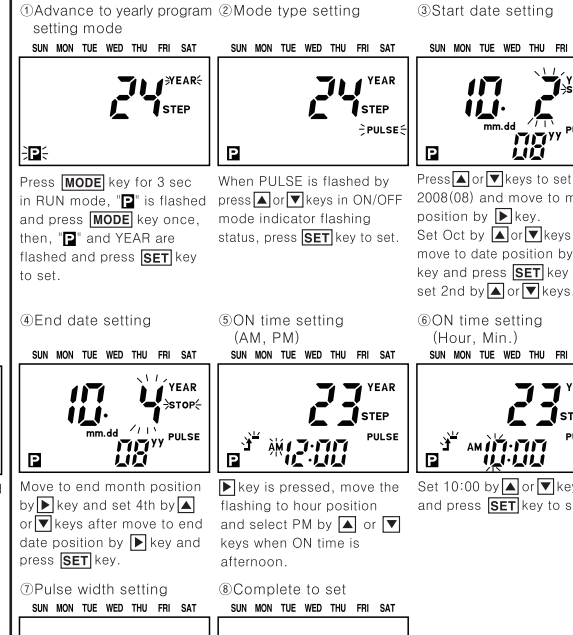 ①Advance to yearly program
setting mode
SUN MON TUE WED THU FRI SAT
24 YEAR
STEP
P
Press MODE key for 3 sec
in RUN mode, "P" is flashed
and press MODE key once,
then, "P" and YEAR are
flashed and press SET key
to set.
②Mode type setting
SUN MON TUE WED THU FRI SAT
24 YEAR
STEP
PULSE
P
When PULSE is flashed by
press ▲ or ▼ keys in ON/OFF
mode indicator flashing
status, press SET key to set.
③Start date setting
SUN MON TUE WED THU FRI
10. 2
mm.dd
08 yy
P
Press ▲ or ▼ keys to set
2008(08) and move to
position by ▶ key.
Set Oct by ▲ or ▼ keys
move to date position by
key and press SET key
set 2nd by ▲ or ▼ keys.
④End date setting
SUN MON TUE WED THU FRI SAT
10. 4 YEAR
STOP
mm.dd
08 yy PULSE
P
Move to end month position
by ▶ key and set 4th by ▲
or ▼ keys after move to end
date position by ▶ key and
press SET key.
⑤ON time setting
(AM, PM)
SUN MON TUE WED THU FRI SAT
23 YEAR
STEP
PULSE
P AM 12:00
▶ key is pressed, move the
flashing to hour position
and select PM by ▲ or ▼
keys when ON time is
afternoon.
⑥ON time setting
(Hour, Min.)
SUN MON TUE WED THU FRI
23
P AM 10:00
Set 10:00 by ▲ or ▼
and press SET key to
⑦Pulse width setting
SUN MON TUE WED THU FRI SAT
⑧Complete to set
SUN MON TUE WED THU FRI SAT